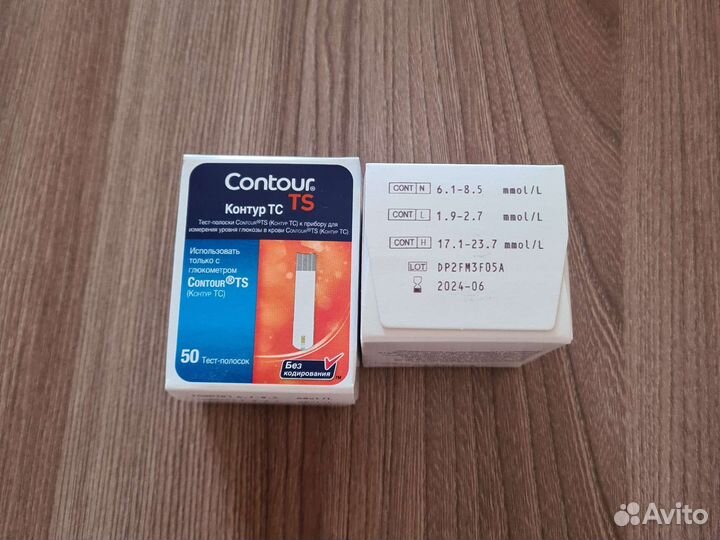 Contour®
TS
Контур ТС
Тест-полоски CONTOUR®TS (КОНТУР ТС) к прибору для
измерения уровня глюкозы в крови CONTOUR®TS (КОНТУР ТС)
Использовать
только с
глюкометром
CONTOUR®TS
(КОНТУР ТС)
50 Тест-полосок
Без
кодирования
CONT N 6.1-8.5 mmol/L
CONT L 1.9-2.7 mmol/L
CONT H 17.1-23.7 mmol/L
LOT DP2FM3F05A
2024-06
Avito